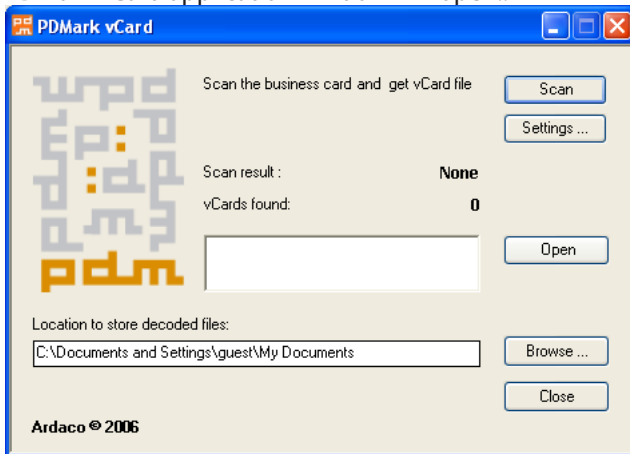 PDMark vCard
Scan the business card and get vCard file
Scan
Settings ...
Scan result :
None
vCards found:
0
Open
pdm
Location to store decoded files:
C:\Documents and Settings\guest\My Documents
Browse ...
Close
Ardaco © 2006